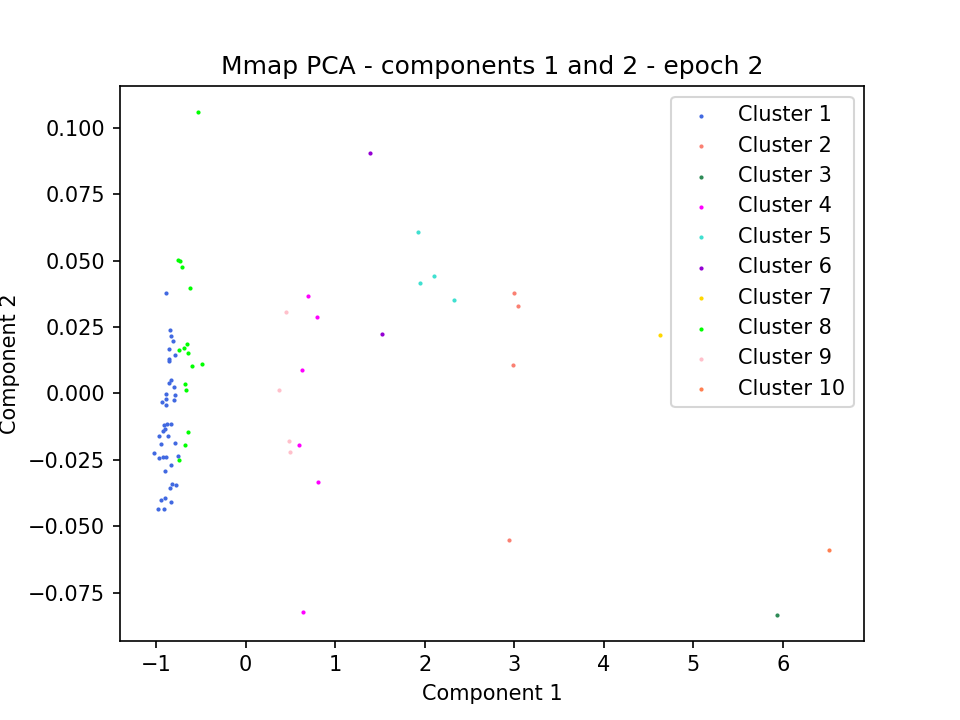 Mmap PCA - components 1 and 2 - epoch 2
Cluster 1
Cluster 2
Cluster 3
Cluster 4
Cluster 5
Cluster 6
Cluster 7
Cluster 8
Cluster 9
Cluster 10
0.100
0.075
0.050
0.025
0.000
−0.025
−0.050
−0.075
Component 2
−1 0 1 2 3 4 5 6
Component 1